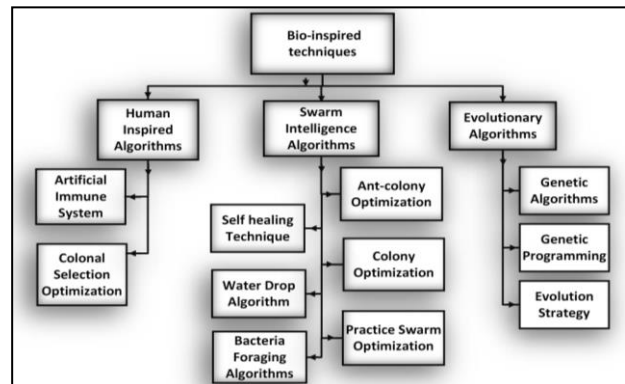 Bio-inspired
techniques
Human
Inspired
Algorithms
Swarm
Intelligence
Algorithms
Evolutionary
Algorithms
Artificial
Immune
System
Colonal
Selection
Optimization
Ant-colony
Optimization
Self healing
Technique
Colony
Optimization
Water Drop
Algorithm
Practice Swarm
Optimization
Bacteria
Foraging
Algorithms
Genetic
Algorithms
Genetic
Programming
Evolution
Strategy